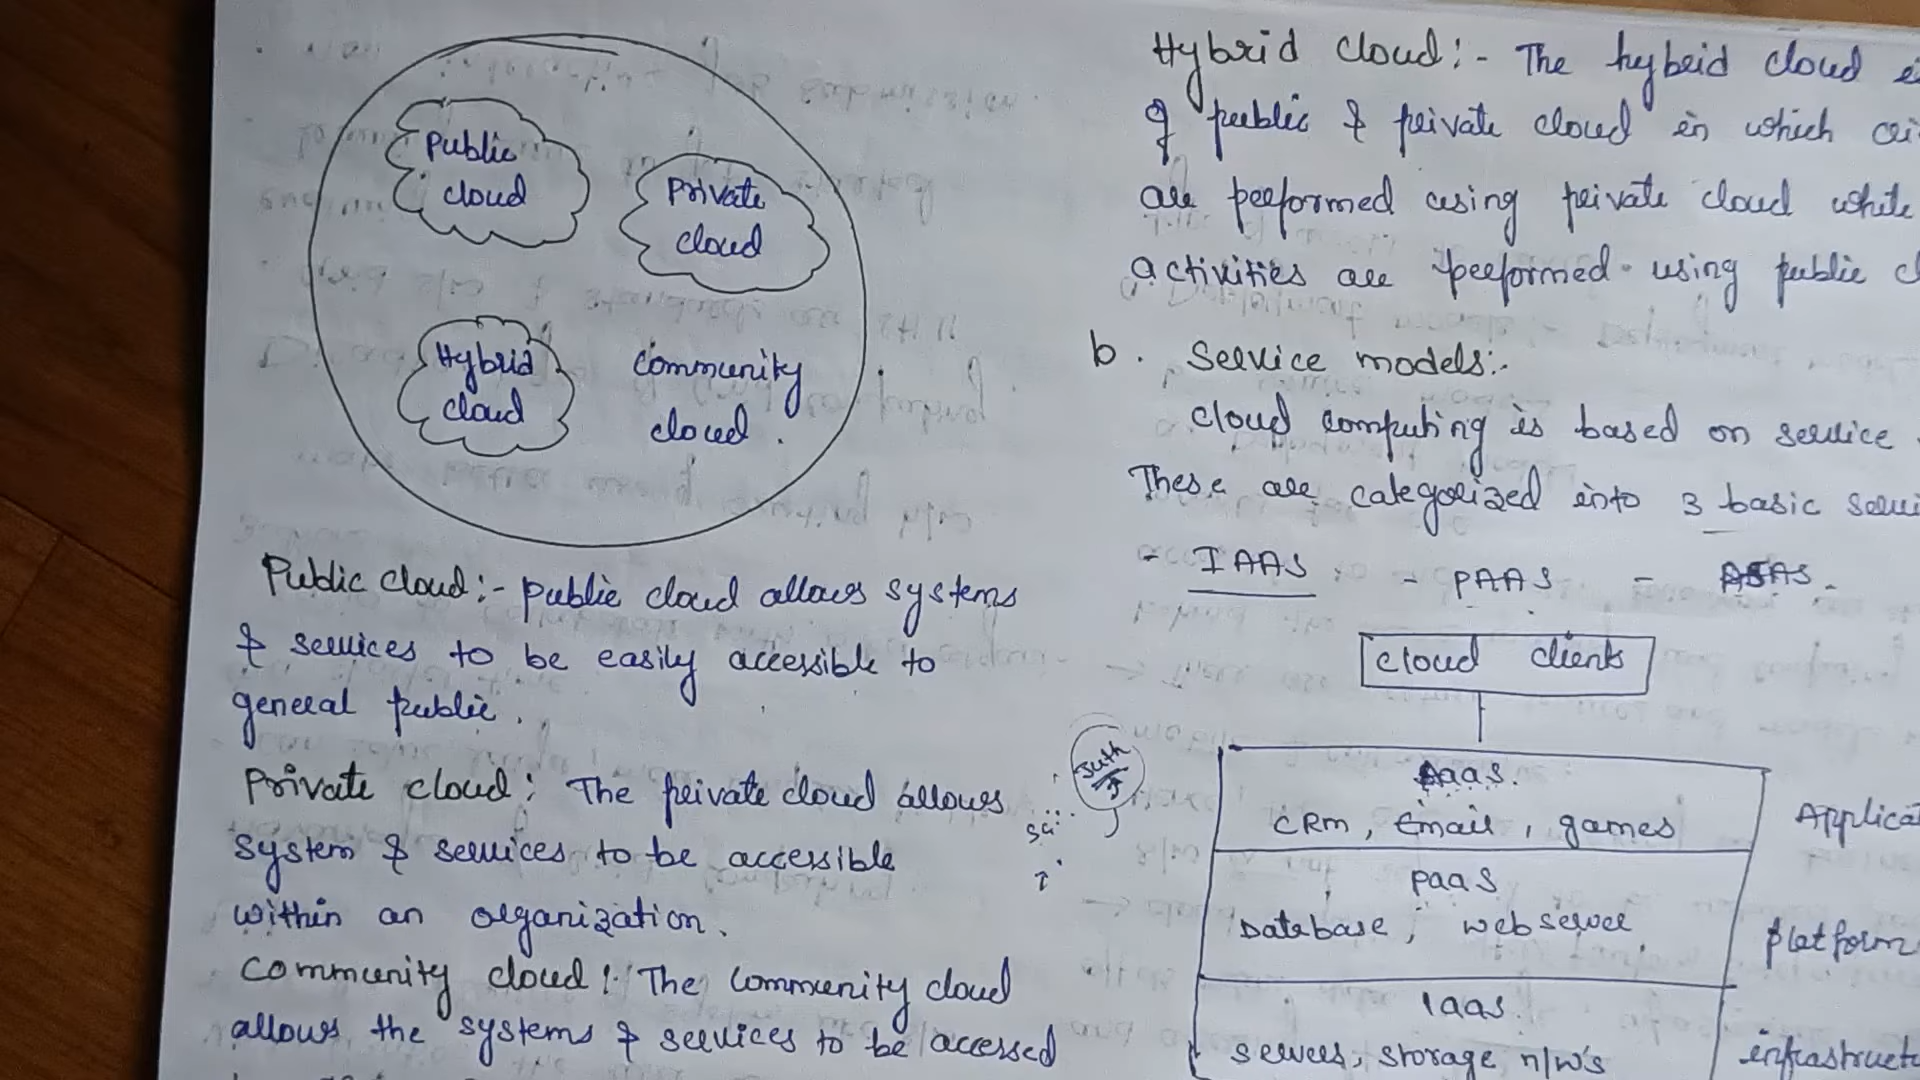 Public
cloud
Private
cloud
Hybrid
cloud
community
cloud.
Public cloud:- public cloud allows systems
& services to be easily accessible to
general public.
Private cloud: The private cloud allows
system & services to be accessible
within an organization.
community cloud: The community cloud
allows the systems & services to be accessed
Hybrid cloud:- The hybrid cloud
of public & private cloud in which
are performed using private cloud while
activities are performed using public
b. Service models:-
cloud computing is based on service
These are categorized into 3 basic
- IAAS - PAAS -
cloud clients
CRM, Email, games
PaaS
Database, webserver
Platform
IaaS
servers, storage n/w's